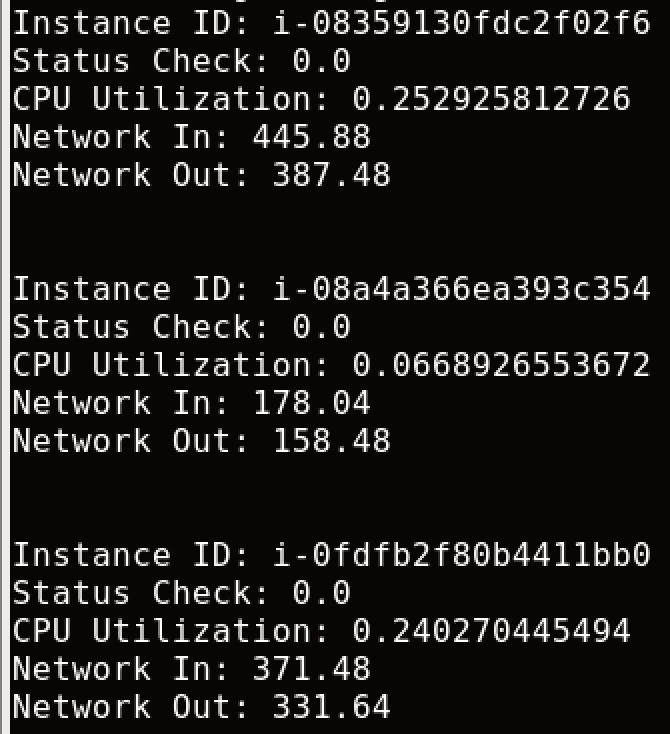 Instance ID: i-08359130fdc2f02f6
Status Check: 0.0
CPU Utilization: 0.252925812726
Network In: 445.88
Network Out: 387.48
Instance ID: i-08a4a366ea393c354
Status Check: 0.0
CPU Utilization: 0.0668926553672
Network In: 178.04
Network Out: 158.48
Instance ID: i-0fdfb2f80b4411bb0
Status Check: 0.0
CPU Utilization: 0.240270445494
Network In: 371.48
Network Out: 331.64